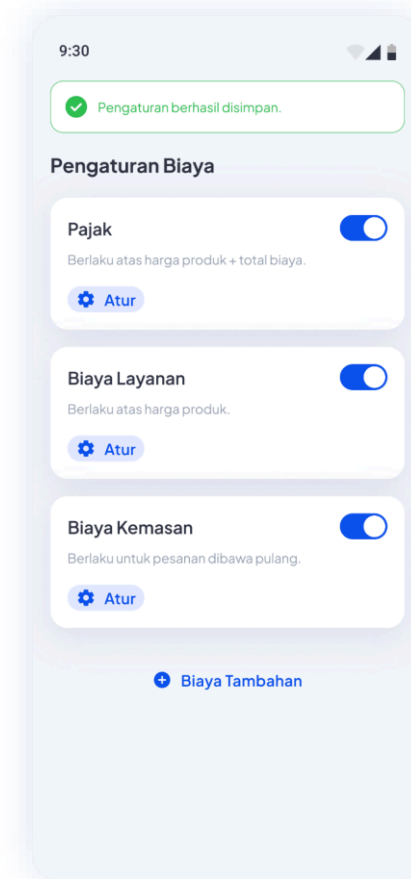 9:30
Pengaturan berhasil disimpan.
Pengaturan Biaya
Pajak
Berlaku atas harga produk + total biaya.
Atur
Biaya Layanan
Berlaku atas harga produk.
Atur
Biaya Kemasan
Berlaku untuk pesanan dibawa pulang.
Atur
Biaya Tambahan